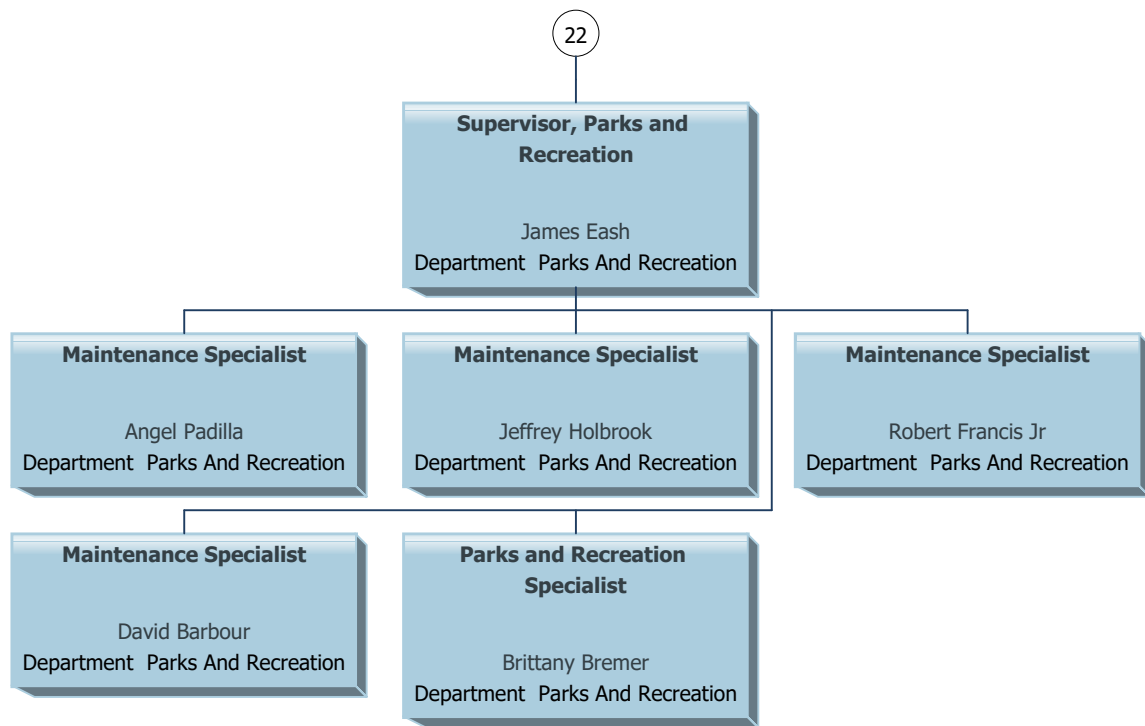 22
Supervisor, Parks and
Recreation
James Eash
Department  Parks And Recreation
Maintenance Specialist
Angel Padilla
Department  Parks And Recreation
Maintenance Specialist
Jeffrey Holbrook
Department  Parks And Recreation
Maintenance Specialist
Robert Francis Jr
Department  Parks And Recreation
Maintenance Specialist
David Barbour
Department  Parks And Recreation
Parks and Recreation
Specialist
Brittany Bremer
Department  Parks And Recreation